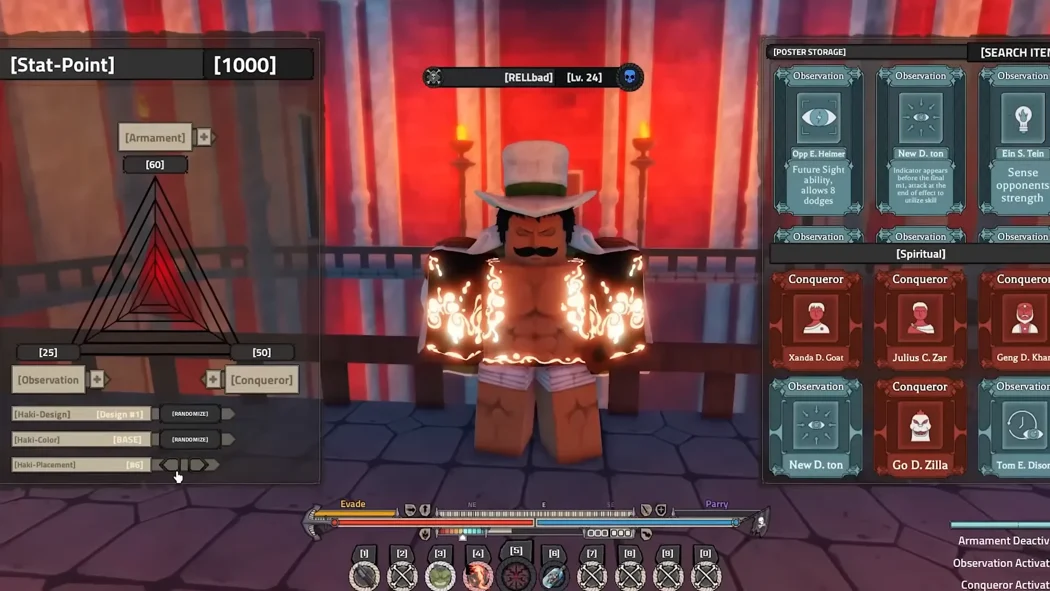 [Stat-Point] [1000]
[Armament]
[60]
[25]
[50]
[Observation
[Conqueror]
[Haki-Design] [Design #1] [RANDOMIZE]
[Haki-Color] [BASE] [RANDOMIZE]
[Haki-Placement] [#6]
[RELLbad] [Lv. 24]
[POSTER STORAGE] [SEARCH ITEM
Observation
Opp E. Heimer
Future Sight
ability,
allows 8
dodges
Observation
New D. ton
Indicator appears
before the final
m1, attack at the
end of effect to
utilize skill
Observation
Ein S. Tein
Sense
opponents
strength
Observation Observation Observation
[Spiritual]
Conqueror Conqueror Conqueror
Xanda D. Goat Julius C. Zar Geng D. Khan
Observation Conqueror Observation
New D. ton Go D. Zilla Tom E. Dison
Evade NE E SE Parry
[1] [2] [3] [4] [5] [6] [7] [8] [9] [0]
Armament Deactiv
Observation Activat
Conqueror Activat